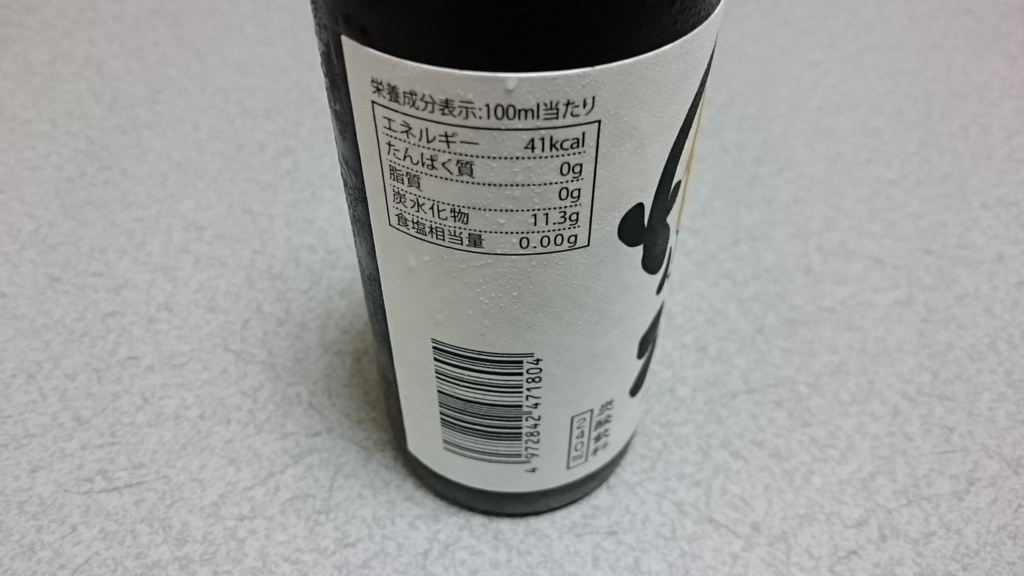 栄養成分表示:100ml当たり
エネルギー 41kcal
たんぱく質 0g
脂質 0g
炭水化物 11.3g
食塩相当量 0.00g
4 972842 471804